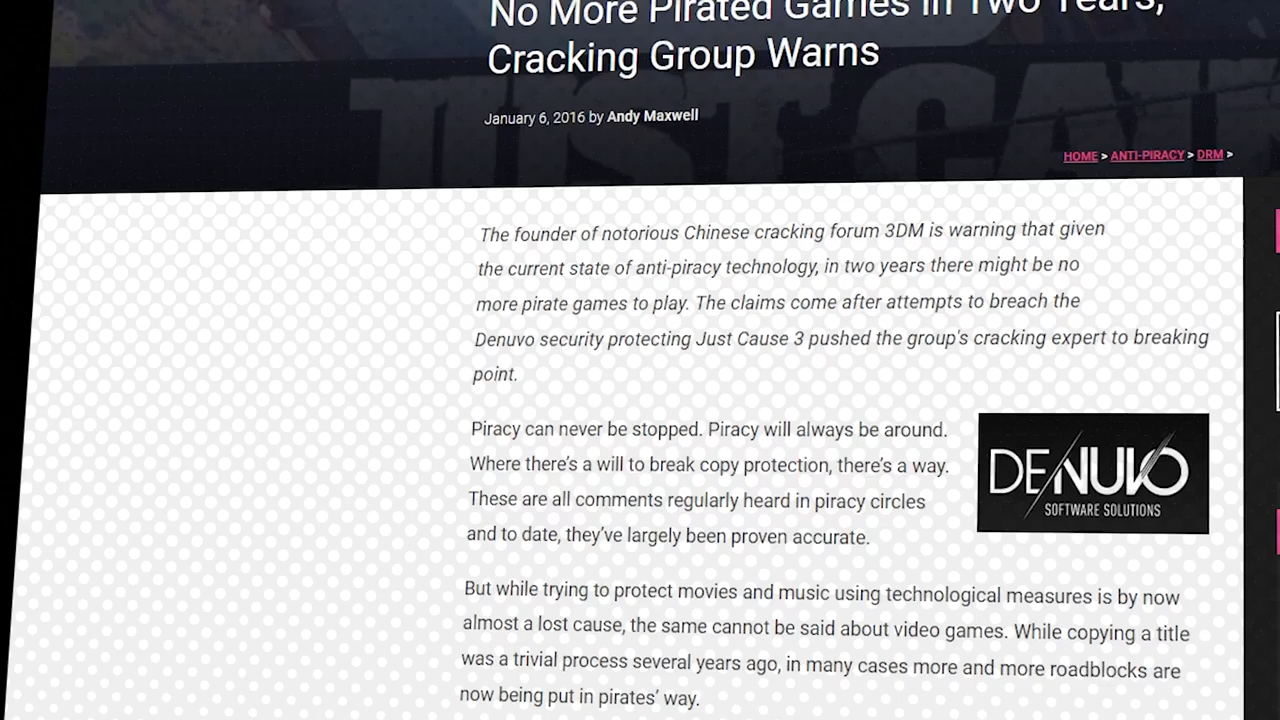 No More Pirated Games in Two Years,
Cracking Group Warns
January 6, 2016 by Andy Maxwell
HOME > ANTI-PIRACY > DRM >
The founder of notorious Chinese cracking forum 3DM is warning that given
the current state of anti-piracy technology, in two years there might be no
more pirate games to play. The claims come after attempts to breach the
Denuvo security protecting Just Cause 3 pushed the group's cracking expert to breaking
point.
Piracy can never be stopped. Piracy will always be around.
Where there's a will to break copy protection, there's a way.
These are all comments regularly heard in piracy circles
and to date, they've largely been proven accurate.
DENUVO
SOFTWARE SOLUTIONS
But while trying to protect movies and music using technological measures is by now
almost a lost cause, the same cannot be said about video games. While copying a title
was a trivial process several years ago, in many cases more and more roadblocks are
now being put in pirates' way.